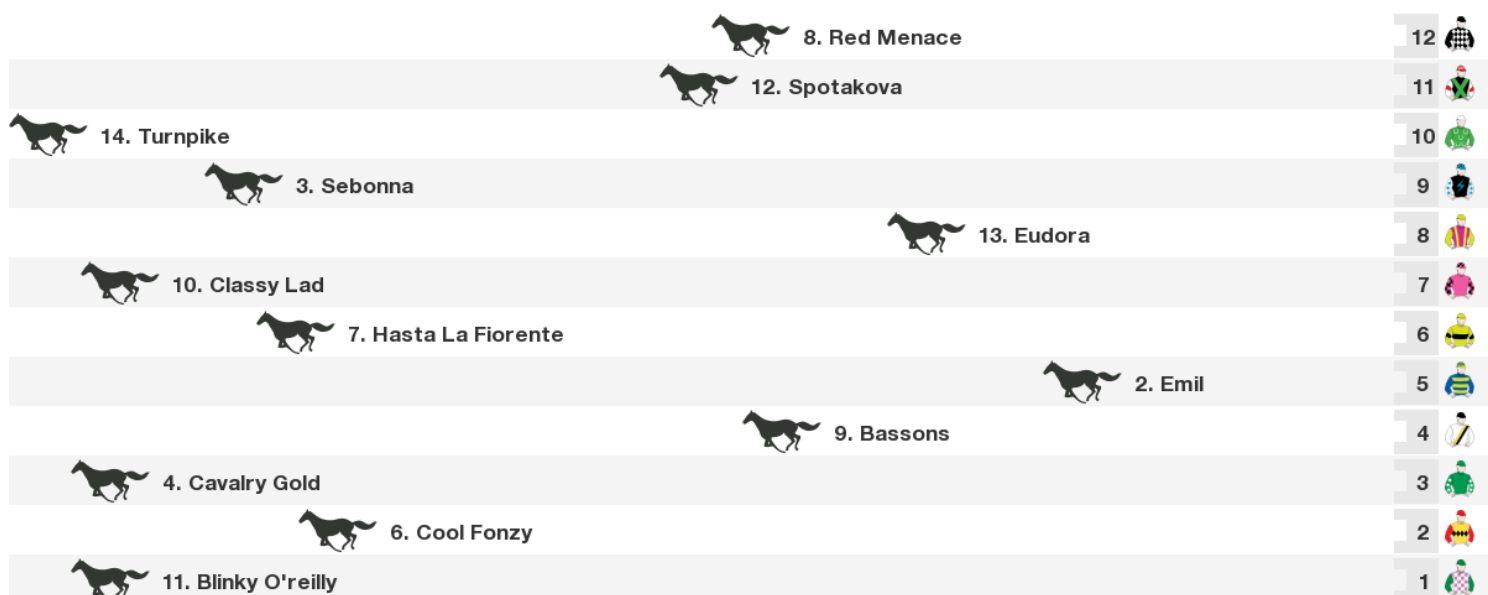 8. Red Menace 12
12. Spotakova 11
14. Turnpike 10
3. Sebonna 9
13. Eudora 8
10. Classy Lad 7
7. Hasta La Fiorente 6
2. Emil 5
9. Bassons 4
4. Cavalry Gold 3
6. Cool Fonzy 2
11. Blinky O'reilly 1